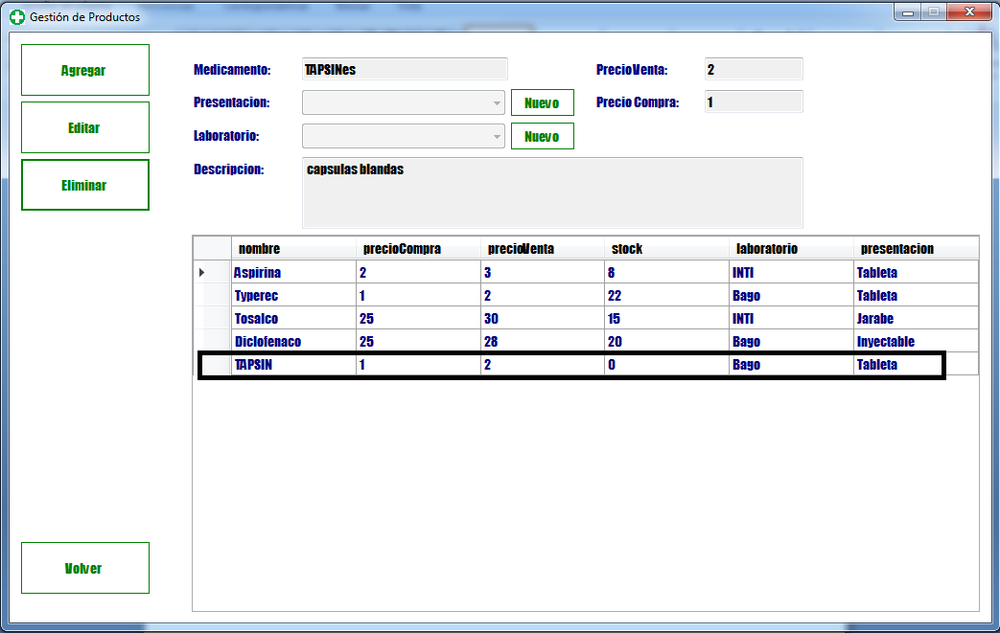 Gestión de Productos
Agregar
Editar
Eliminar
Volver
Medicamento: TAPSINes
PrecioVenta: 2
Presentacion: Nuevo
Precio Compra: 1
Laboratorio: Nuevo
Descripcion: capsulas blandas
nombre precioCompra precioVenta stock laboratorio presentacion
Aspirina 2 3 8 INTI Tableta
Typerec 1 2 22 Bago Tableta
Tosalco 25 30 15 INTI Jarabe
Diclofenaco 25 28 20 Bago Inyectable
TAPSIN 1 2 0 Bago Tableta